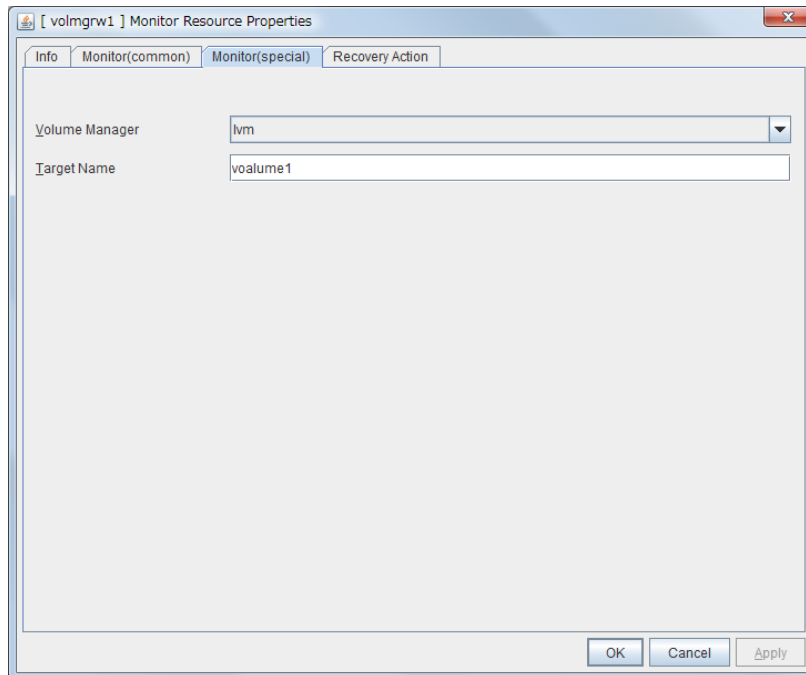 [ volmgrw1 ] Monitor Resource Properties
Info Monitor(common) Monitor(special) Recovery Action
Volume Manager lvm
Target Name voalume1
OK Cancel Apply